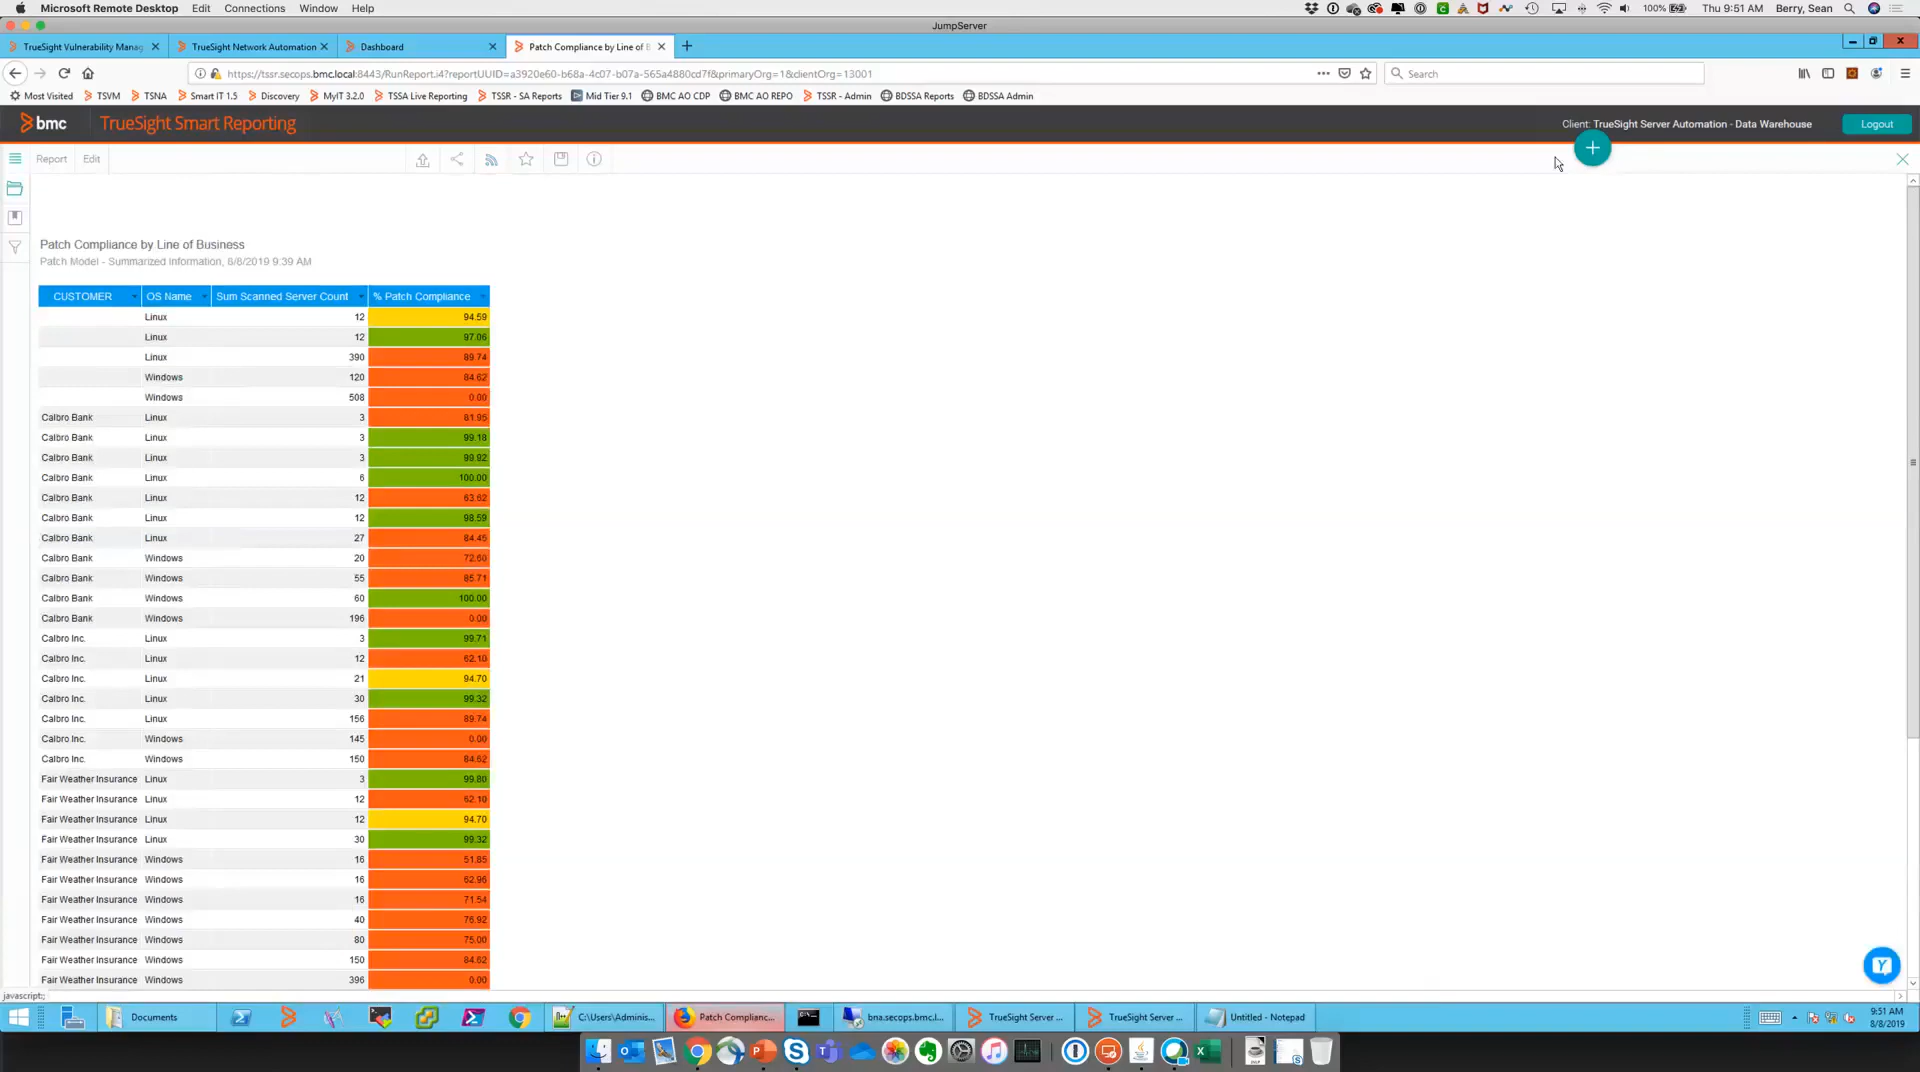 Microsoft Remote Desktop Edit Connections Window Help 100% Thu 9:51 AM Berry, Sean
JumpServer
TrueSight Vulnerability Manag TrueSight Network Automation Dashboard Patch Compliance by Line of B
https://tssr.secops.bmc.local:8443/RunReport.i4?reportUUID=a3920e60-b68a-4c07-b07a-565a4880cd7f&primaryOrg=1&clientOrg=13001 Search
Most Visited TSVM TSNA Smart IT 1.5 Discovery MyIT 3.2.0 TSSA Live Reporting TSSR - SA Reports Mid Tier 9.1 BMC AO CDP BMC AO REPO TSSR - Admin BDSSA Reports BDSSA Admin
bmc TrueSight Smart Reporting Client: TrueSight Server Automation - Data Warehouse Logout
Report Edit
Patch Compliance by Line of Business
Patch Model - Summarized Information, 8/8/2019 9:39 AM
CUSTOMER OS Name Sum Scanned Server Count % Patch Compliance
Linux 12 94.59
Linux 12 97.06
Linux 390 89.74
Windows 120 84.62
Windows 508 0.00
Calbro Bank Linux 3 81.95
Calbro Bank Linux 3 99.18
Calbro Bank Linux 3 99.92
Calbro Bank Linux 6 100.00
Calbro Bank Linux 12 63.62
Calbro Bank Linux 12 98.59
Calbro Bank Linux 27 84.45
Calbro Bank Windows 20 72.60
Calbro Bank Windows 55 85.71
Calbro Bank Windows 60 100.00
Calbro Bank Windows 196 0.00
Calbro Inc. Linux 3 99.71
Calbro Inc. Linux 12 62.10
Calbro Inc. Linux 21 94.70
Calbro Inc. Linux 30 99.32
Calbro Inc. Linux 156 89.74
Calbro Inc. Windows 145 0.00
Calbro Inc. Windows 150 84.62
Fair Weather Insurance Linux 3 99.80
Fair Weather Insurance Linux 12 62.10
Fair Weather Insurance Linux 12 94.70
Fair Weather Insurance Linux 30 99.32
Fair Weather Insurance Windows 16 51.85
Fair Weather Insurance Windows 16 62.96
Fair Weather Insurance Windows 16 71.54
Fair Weather Insurance Windows 40 76.92
Fair Weather Insurance Windows 80 75.00
Fair Weather Insurance Windows 150 84.62
Fair Weather Insurance Windows 396 0.00
javascript:;
Documents C:\Users\Adminis... Patch Complianc... bna.secops.bmc.l... TrueSight Server ... TrueSight Server ... Untitled - Notepad 9:51 AM
8/8/2019